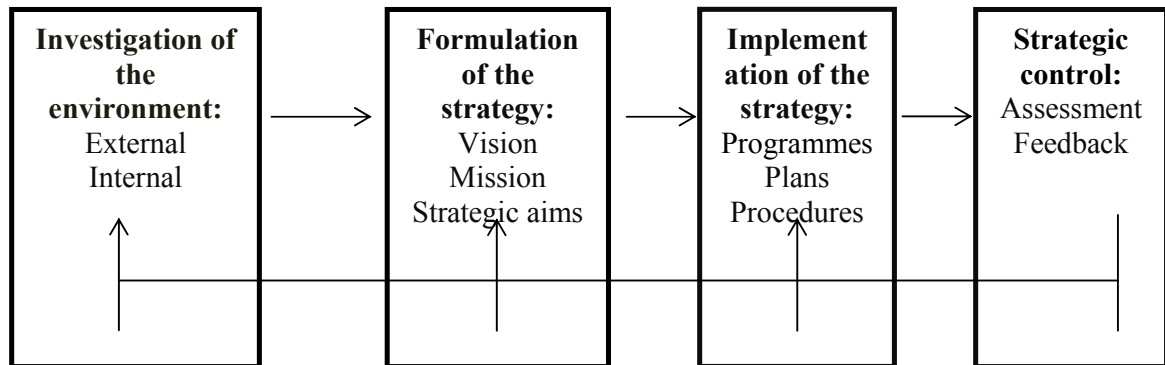 Investigation of
the
environment:
External
Internal
Formulation
of the
strategy:
Vision
Mission
Strategic aims
Implement
ation of the
strategy:
Programmes
Plans
Procedures
Strategic
control:
Assessment
Feedback